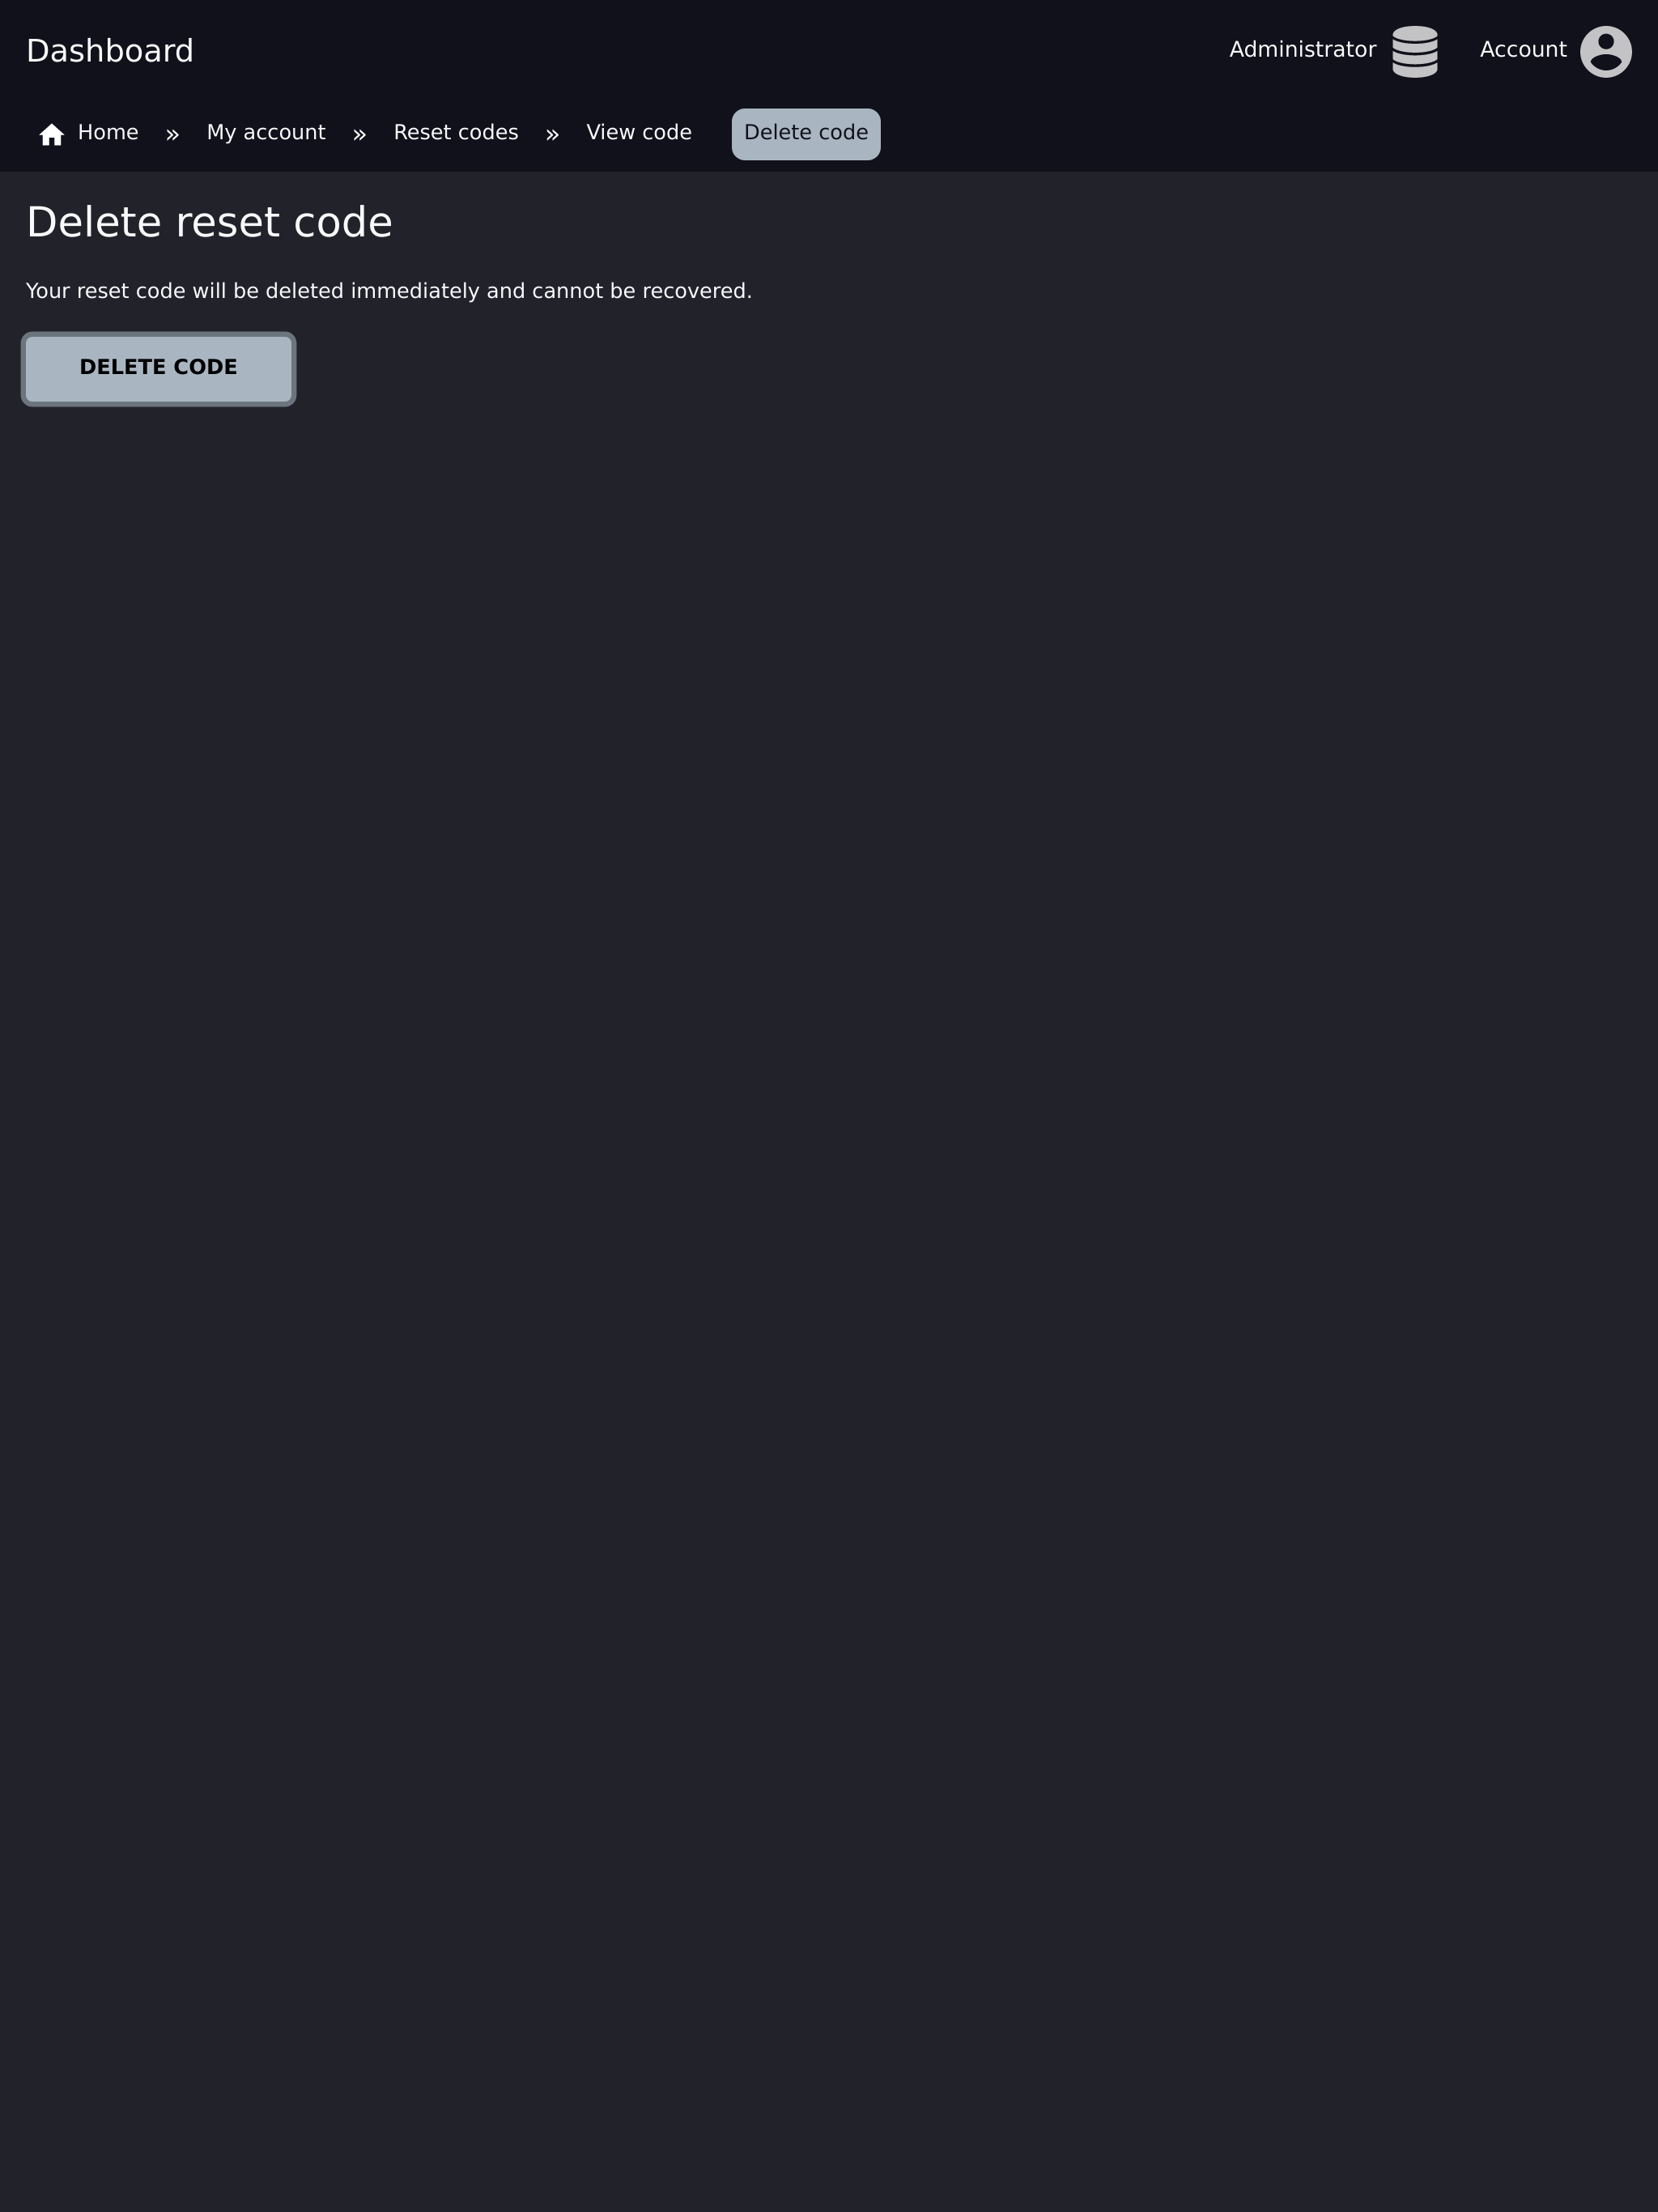 Dashboard
Administrator
Account
Home » My account » Reset codes » View code Delete code
Delete reset code
Your reset code will be deleted immediately and cannot be recovered.
DELETE CODE